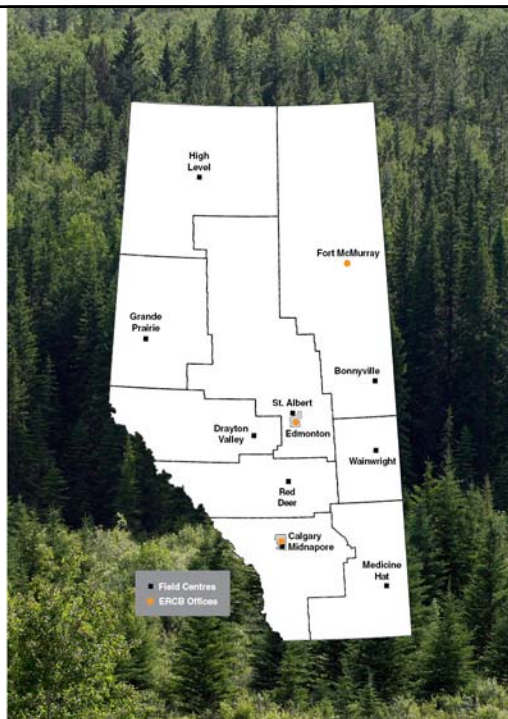 High
Level
Fort McMurray
Grande
Prairie
Bonnyville
St. Albert
Edmonton
Drayton
Valley
Wainwright
Red
Deer
Calgary
Midnapore
Medicine
Hat
Field Centres
ERCB Offices